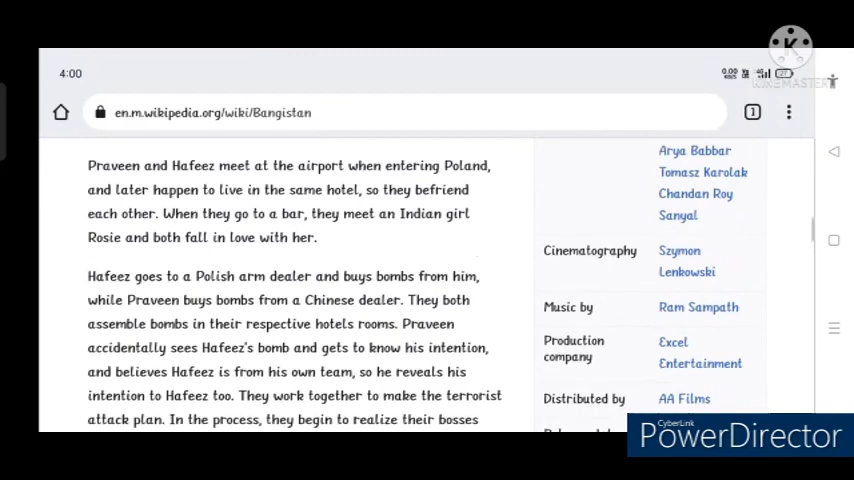 KINEMASTER
4:00
0.00
KB/S
27
en.m.wikipedia.org/wiki/Bangistan
1
Praveen and Hafeez meet at the airport when entering Poland,
and later happen to live in the same hotel, so they befriend
each other. When they go to a bar, they meet an Indian girl
Rosie and both fall in love with her.
Hafeez goes to a Polish arm dealer and buys bombs from him,
while Praveen buys bombs from a Chinese dealer. They both
assemble bombs in their respective hotels rooms. Praveen
accidentally sees Hafeez's bomb and gets to know his intention,
and believes Hafeez is from his own team, so he reveals his
intention to Hafeez too. They work together to make the terrorist
attack plan. In the process, they begin to realize their bosses
Arya Babbar
Tomasz Karolak
Chandan Roy
Sanyal
Cinematography
Szymon
Lenkowski
Music by
Ram Sampath
Production
company
Excel
Entertainment
Distributed by
AA Films
CyberLink
PowerDirector